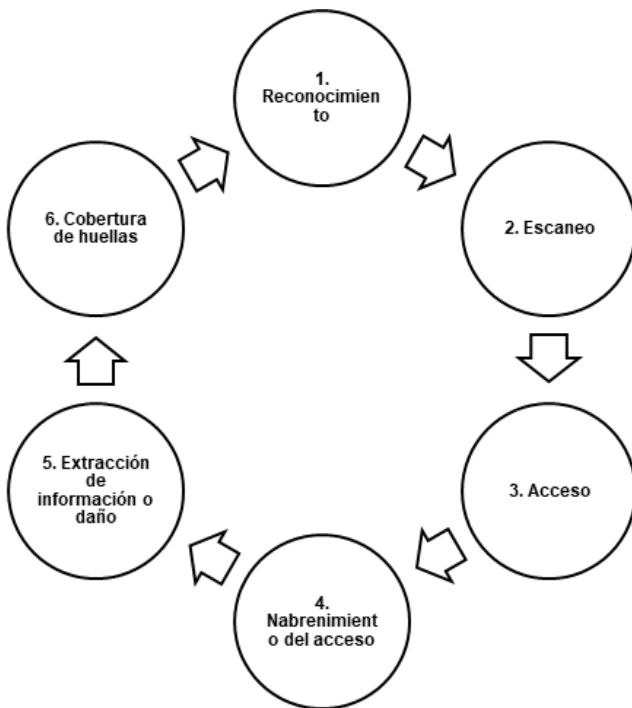 1.
Reconocimien
to
2. Escaneo
3. Acceso
4.
Nabrenimient
o del acceso
5. Extracción
de
información o
daño
6. Cobertura
de huellas